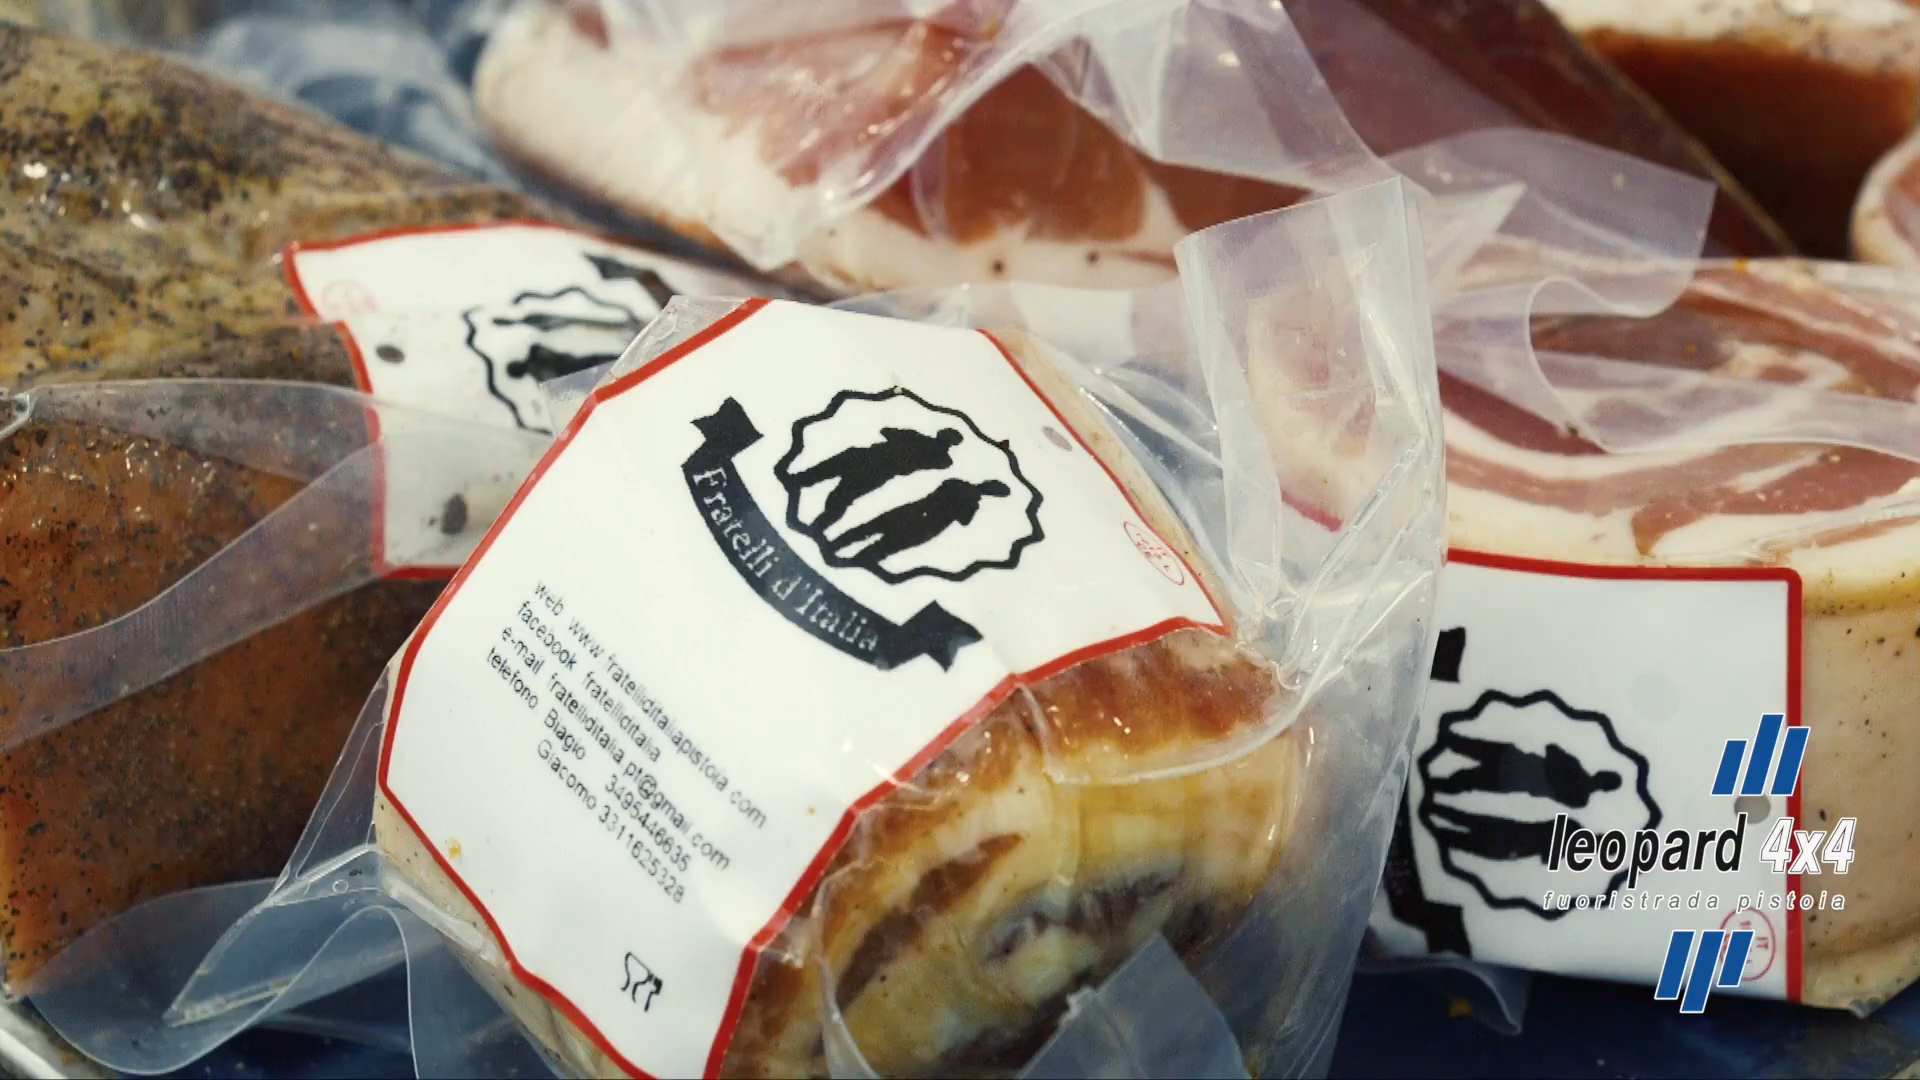 Fratelli d'Italia
web www fratelliditaliapistoia com
facebook fratelliditalia
e-mail fratelliditalia pt@gmail com
telefono Biagio 3495446635
Giacomo 3311625328
leopard 4x4
fuoristrada pistoia